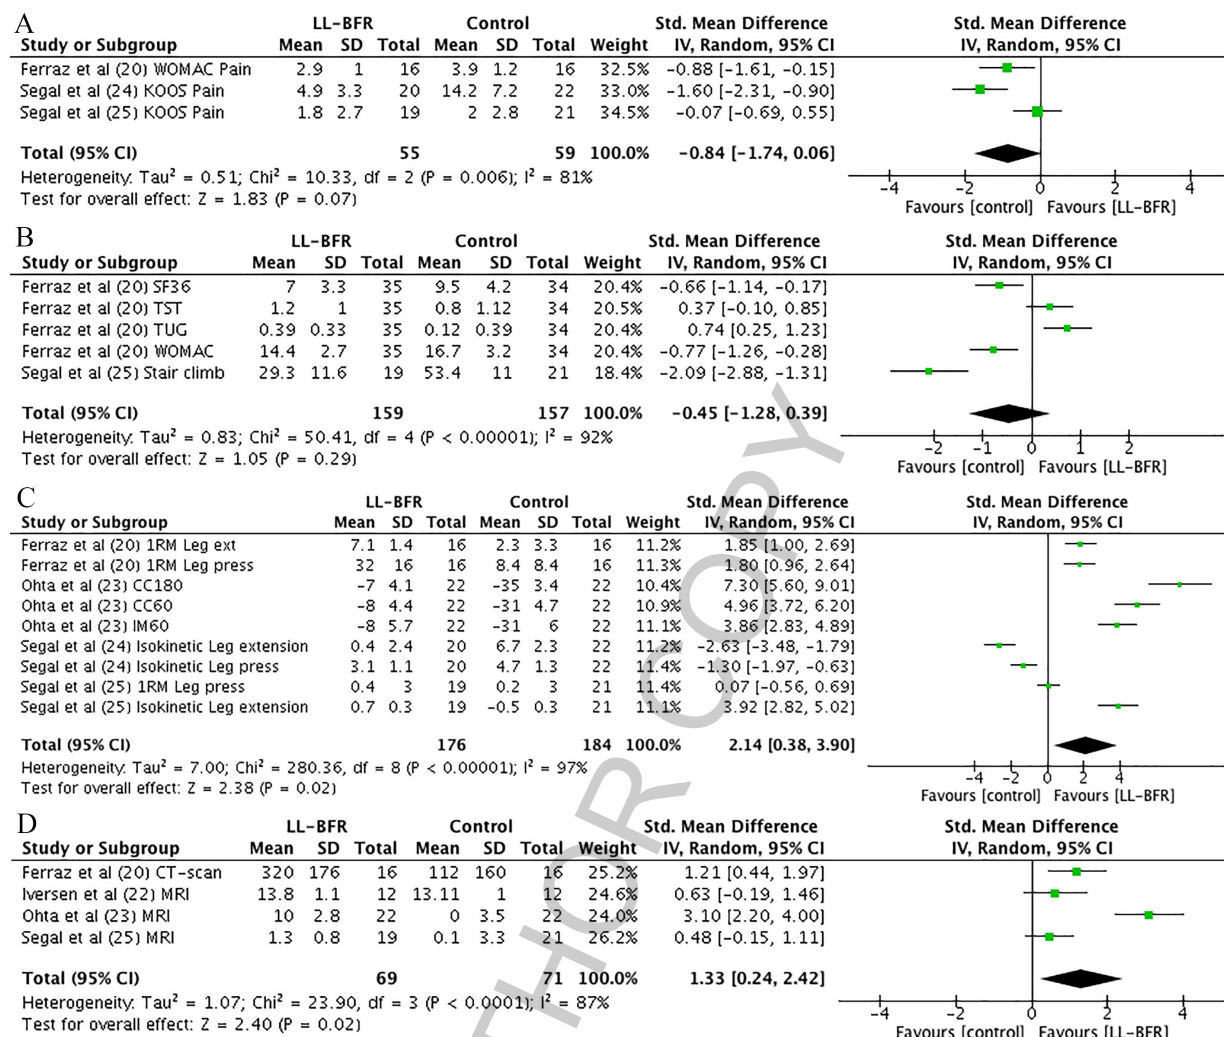 A
LL-BFR Control Std. Mean Difference Std. Mean Difference
Study or Subgroup Mean SD Total Mean SD Total Weight IV, Random, 95% CI IV, Random, 95% CI
Ferraz et al (20) WOMAC Pain 2.9 1 16 3.9 1.2 16 32.5% -0.88 [-1.61, -0.15]
Segal et al (24) KOOS Pain 4.9 3.3 20 14.2 7.2 22 33.0% -1.60 [-2.31, -0.90]
Segal et al (25) KOOS Pain 1.8 2.7 19 2 2.8 21 34.5% -0.07 [-0.69, 0.55]
Total (95% CI) 55 59 100.0% -0.84 [-1.74, 0.06]
Heterogeneity: Tau² = 0.51; Chi² = 10.33, df = 2 (P = 0.006); I² = 81%
Test for overall effect: Z = 1.83 (P = 0.07)
-4 -2 0 2 4
Favours [control] Favours [LL-BFR]
B
LL-BFR Control Std. Mean Difference Std. Mean Difference
Study or Subgroup Mean SD Total Mean SD Total Weight IV, Random, 95% CI IV, Random, 95% CI
Ferraz et al (20) SF36 7 3.3 35 9.5 4.2 34 20.4% -0.66 [-1.14, -0.17]
Ferraz et al (20) TST 1.2 1 35 0.8 1.12 34 20.5% 0.37 [-0.10, 0.85]
Ferraz et al (20) TUG 0.39 0.33 35 0.12 0.39 34 20.4% 0.74 [0.25, 1.23]
Ferraz et al (20) WOMAC 14.4 2.7 35 16.7 3.2 34 20.4% -0.77 [-1.26, -0.28]
Segal et al (25) Stair climb 29.3 11.6 19 53.4 11 21 18.4% -2.09 [-2.88, -1.31]
Total (95% CI) 159 157 100.0% -0.45 [-1.28, 0.39]
Heterogeneity: Tau² = 0.83; Chi² = 50.41, df = 4 (P < 0.00001); I² = 92%
Test for overall effect: Z = 1.05 (P = 0.29)
-2 -1 0 1 2
Favours [control] Favours [LL-BFR]
C
LL-BFR Control Std. Mean Difference Std. Mean Difference
Study or Subgroup Mean SD Total Mean SD Total Weight IV, Random, 95% CI IV, Random, 95% CI
Ferraz et al (20) 1RM Leg ext 7.1 1.4 16 2.3 3.3 16 11.2% 1.85 [1.00, 2.69]
Ferraz et al (20) 1RM Leg press 32 16 16 8.4 8.4 16 11.3% 1.80 [0.96, 2.64]
Ohta et al (23) CC180 -7 4.1 22 -35 3.4 22 10.4% 7.30 [5.60, 9.01]
Ohta et al (23) CC60 -8 4.4 22 -31 4.7 22 10.9% 4.96 [3.72, 6.20]
Ohta et al (23) IM60 -8 5.7 22 -31 6 22 11.1% 3.86 [2.83, 4.89]
Segal et al (24) Isokinetic Leg extension 0.4 2.4 20 6.7 2.3 22 11.2% -2.63 [-3.48, -1.79]
Segal et al (24) Isokinetic Leg press 3.1 1.1 20 4.7 1.3 22 11.4% -1.30 [-1.97, -0.63]
Segal et al (25) 1RM Leg press 0.4 3 19 0.2 3 21 11.4% 0.07 [-0.56, 0.69]
Segal et al (25) Isokinetic Leg extension 0.7 0.3 19 -0.5 0.3 21 11.1% 3.92 [2.82, 5.02]
Total (95% CI) 176 184 100.0% 2.14 [0.38, 3.90]
Heterogeneity: Tau² = 7.00; Chi² = 280.36, df = 8 (P < 0.00001); I² = 97%
Test for overall effect: Z = 2.38 (P = 0.02)
-4 -2 0 2 4
Favours [control] Favours [LL-BFR]
D
LL-BFR Control Std. Mean Difference Std. Mean Difference
Study or Subgroup Mean SD Total Mean SD Total Weight IV, Random, 95% CI IV, Random, 95% CI
Ferraz et al (20) CT-scan 320 176 16 112 160 16 25.2% 1.21 [0.44, 1.97]
Iversen et al (22) MRI 13.8 1.1 12 13.11 1 12 24.6% 0.63 [-0.19, 1.46]
Ohta et al (23) MRI 10 2.8 22 0 3.5 22 24.0% 3.10 [2.20, 4.00]
Segal et al (25) MRI 1.3 0.8 19 0.1 3.3 21 26.2% 0.48 [-0.15, 1.11]
Total (95% CI) 69 71 100.0% 1.33 [0.24, 2.42]
Heterogeneity: Tau² = 1.07; Chi² = 23.90, df = 3 (P < 0.0001); I² = 87%
Test for overall effect: Z = 2.40 (P = 0.02)
-4 -2 0 2 4
Favours [control] Favours [LL-BFR]
THOR COPY